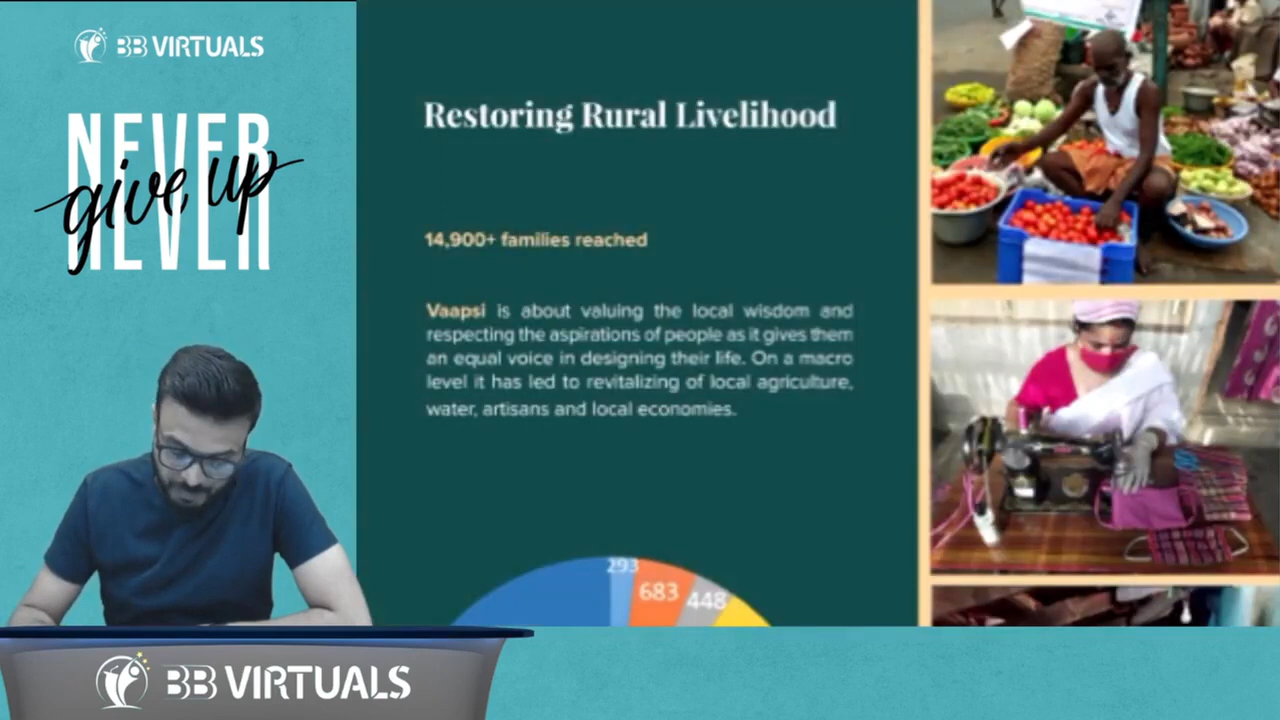 BB VIRTUALS
NEVER
give up
NEVER
Restoring Rural Livelihood
14,900+ families reached
Vaapsi is about valuing the local wisdom and
respecting the aspirations of people as it gives them
an equal voice in designing their life. On a macro
level it has led to revitalizing of local agriculture,
water, artisans and local economies.
293
683
448
BB VIRTUALS